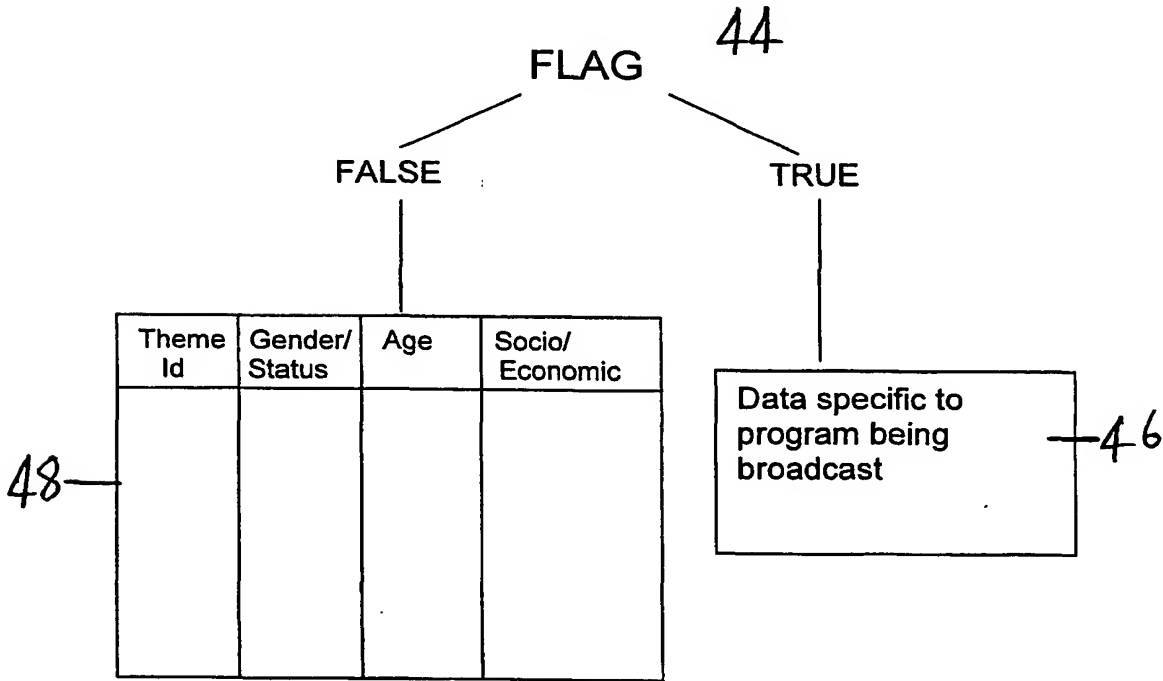 44
FLAG
FALSE
TRUE
Theme Id
Gender/ Status
Age
Socio/ Economic
Data specific to
program being
broadcast
46
48